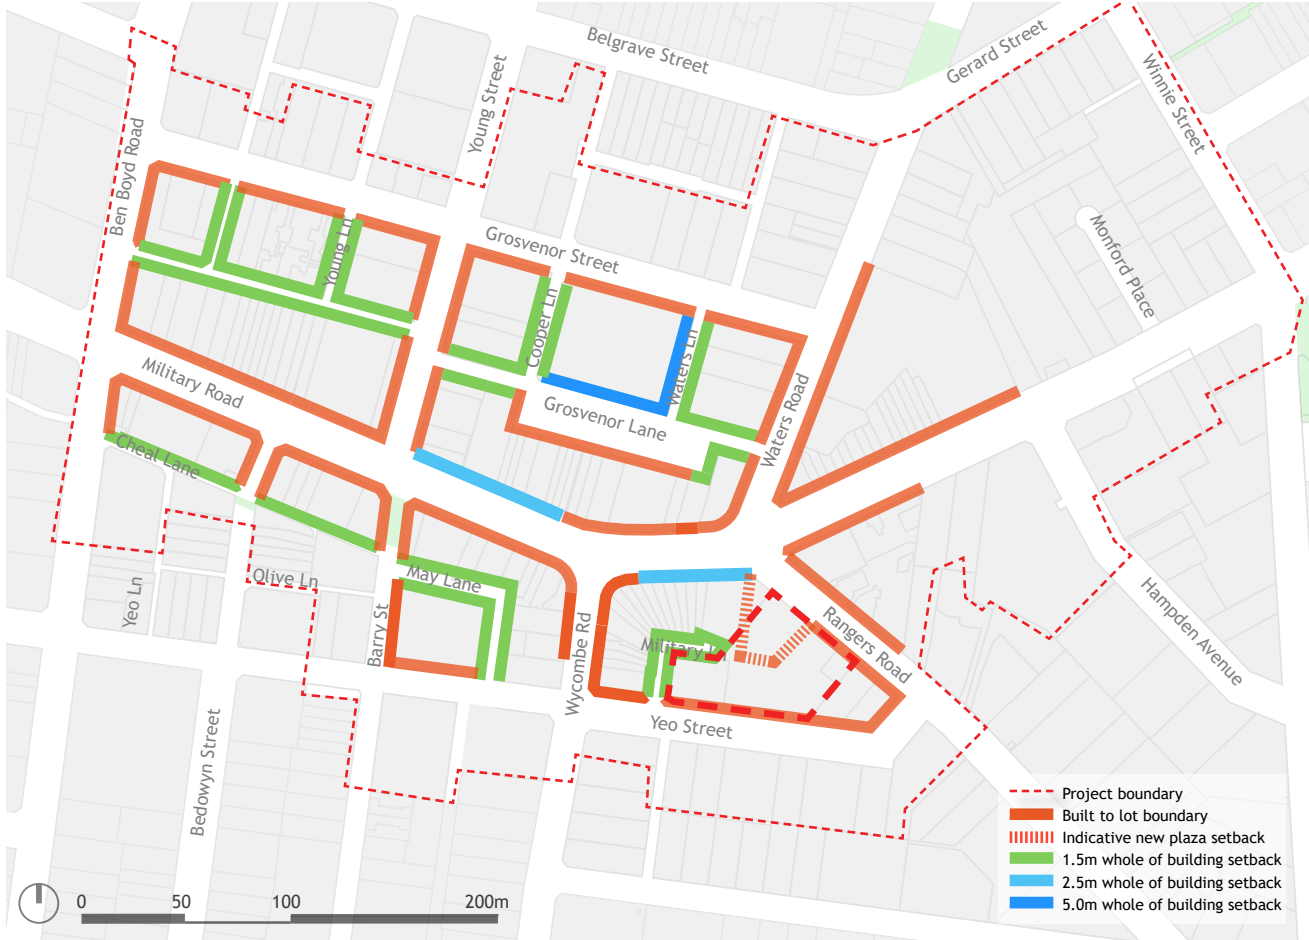 Belgrave Street
Gerard Street
Winnie Street
Young Street
Ben Boyd Road
Monford Place
Young Ln
Grosvenor Street
Cooper Ln
Waters Ln
Military Road
Grosvenor Lane
Waters Road
Cheal Lane
Olive Ln
May Lane
Yeo Ln
Barry St
Wycombe Rd
Military Ln
Rangers Road
Hampden Avenue
Yeo Street
Bedowyn Street
Project boundary
Built to lot boundary
Indicative new plaza setback
1.5m whole of building setback
2.5m whole of building setback
5.0m whole of building setback
0 50 100 200m